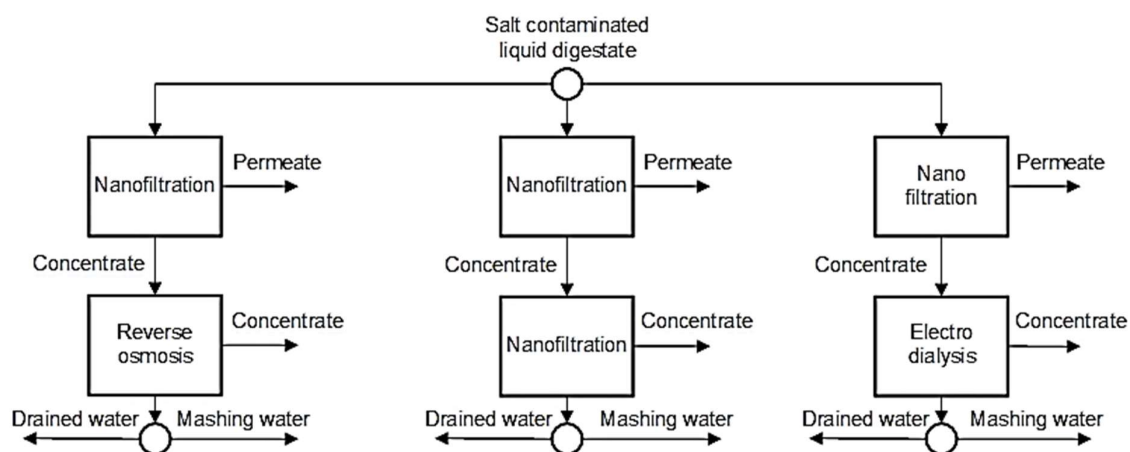 Salt contaminated
liquid digestate
Permeate
Permeate
Permeate
Nanofiltration
Nanofiltration
Nano
filtration
Concentrate
Concentrate
Concentrate
Reverse
osmosis
Concentrate
Nanofiltration
Concentrate
Electro
dialysis
Concentrate
Drained water
Mashing water
Drained water
Mashing water
Drained water
Mashing water